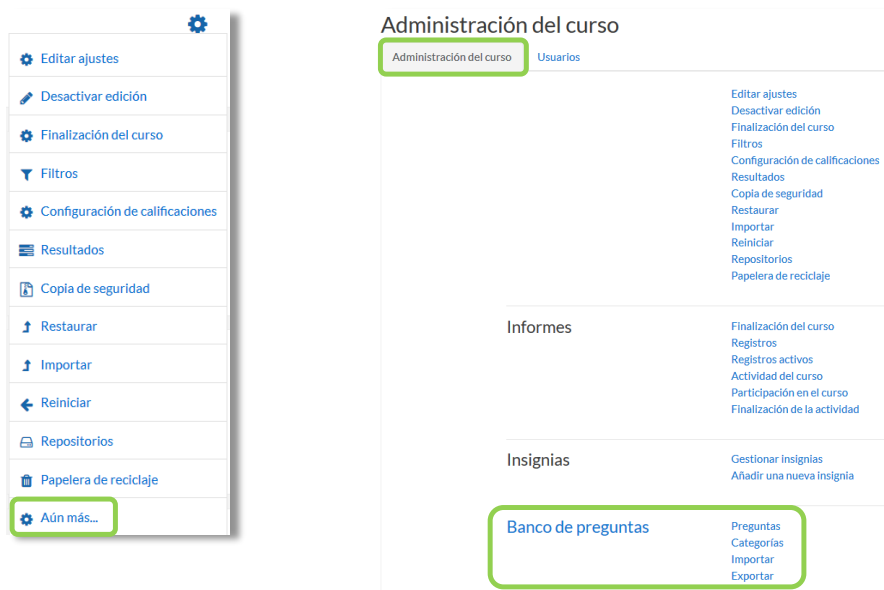 Editar ajustes
Desactivar edición
Finalización del curso
Filtros
Configuración de calificaciones
Resultados
Copia de seguridad
Restaurar
Importar
Reiniciar
Repositorios
Papelera de reciclaje
Aún más...
Administración del curso
Administración del curso Usuarios
Editar ajustes
Desactivar edición
Finalización del curso
Filtros
Configuración de calificaciones
Resultados
Copia de seguridad
Restaurar
Importar
Reiniciar
Repositorios
Papelera de reciclaje
Informes Finalización del curso
Registros
Registros activos
Actividad del curso
Participación en el curso
Finalización de la actividad
Insignias Gestionar insignias
Añadir una nueva insignia
Banco de preguntas Preguntas
Categorías
Importar
Exportar